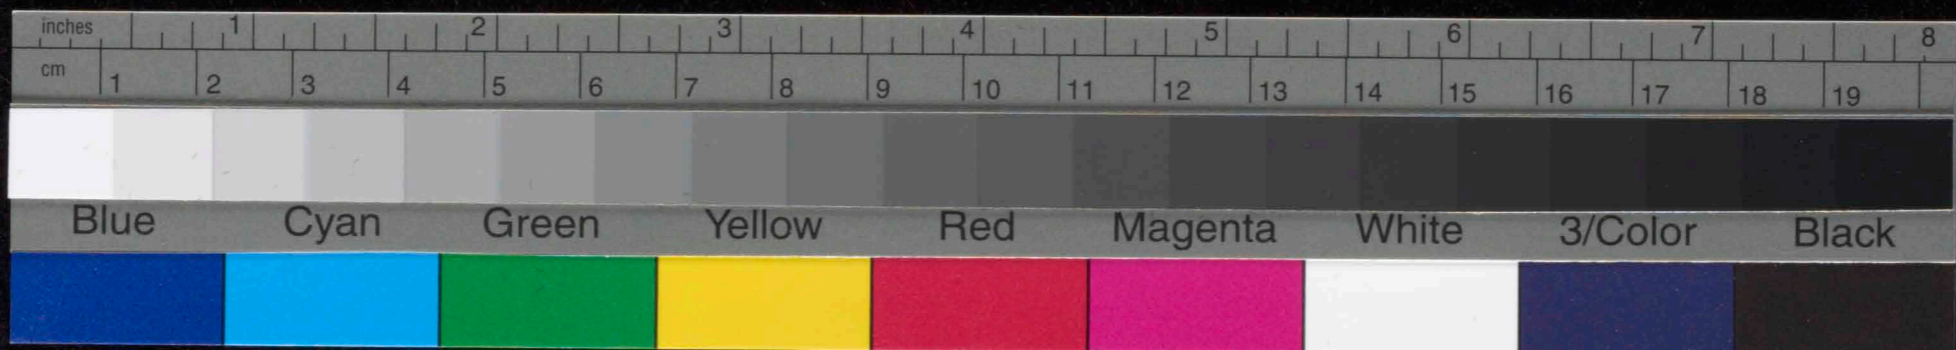 inches 1 2 3 4 5 6 7 8
cm 1 2 3 4 5 6 7 8 9 10 11 12 13 14 15 16 17 18 19
Blue Cyan Green Yellow Red Magenta White 3/Color Black